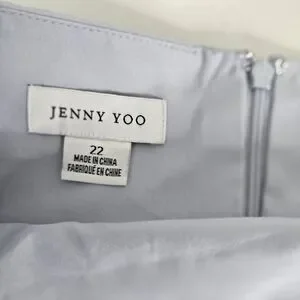 JENNY YOO
22
MADE IN CHINA
FABRIQUÉ EN CHINE